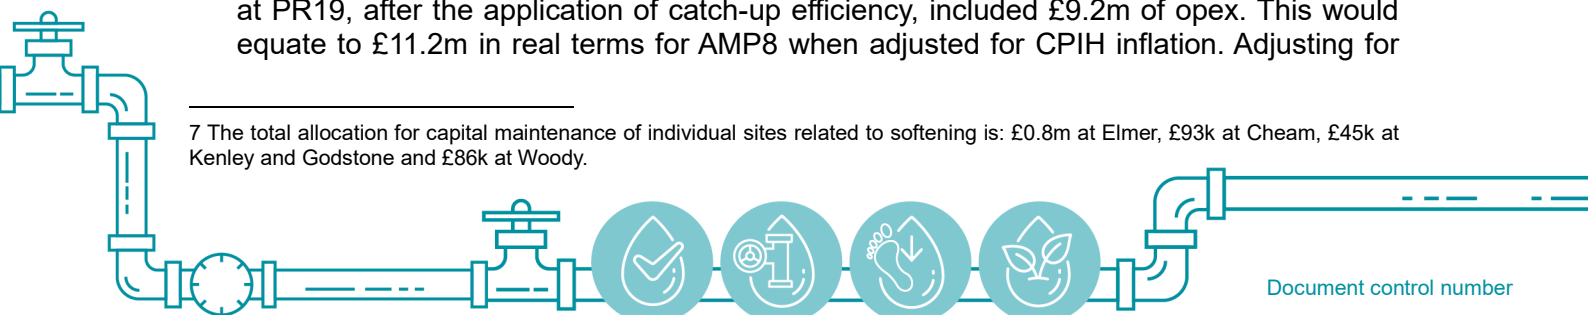 at PR19, after the application of catch-up efficiency, included £9.2m of opex. This would
equate to £11.2m in real terms for AMP8 when adjusted for CPIH inflation. Adjusting for
7 The total allocation for capital maintenance of individual sites related to softening is: £0.8m at Elmer, £93k at Cheam, £45k at
Kenley and Godstone and £86k at Woody.
Document control number